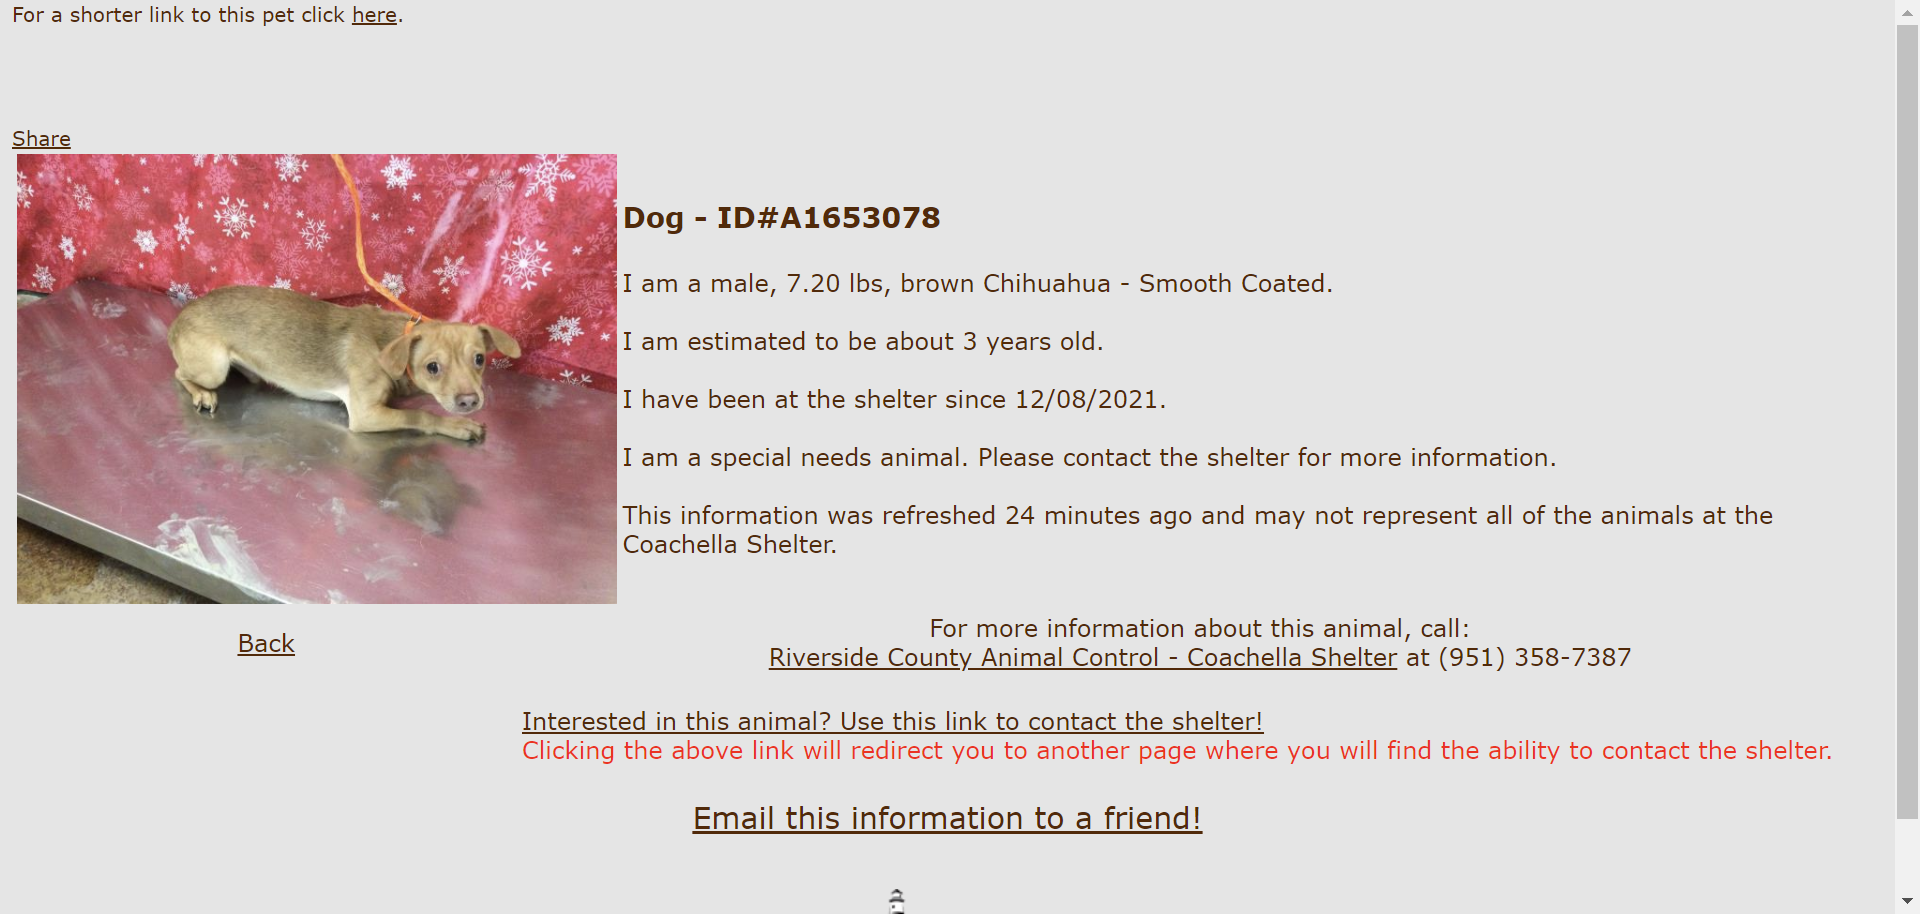 For a shorter link to this pet click here.
Share
Dog - ID#A1653078
I am a male, 7.20 lbs, brown Chihuahua - Smooth Coated.
I am estimated to be about 3 years old.
I have been at the shelter since 12/08/2021.
I am a special needs animal. Please contact the shelter for more information.
This information was refreshed 24 minutes ago and may not represent all of the animals at the
Coachella Shelter.
Back
For more information about this animal, call:
Riverside County Animal Control - Coachella Shelter at (951) 358-7387
Interested in this animal? Use this link to contact the shelter!
Clicking the above link will redirect you to another page where you will find the ability to contact the shelter.
Email this information to a friend!